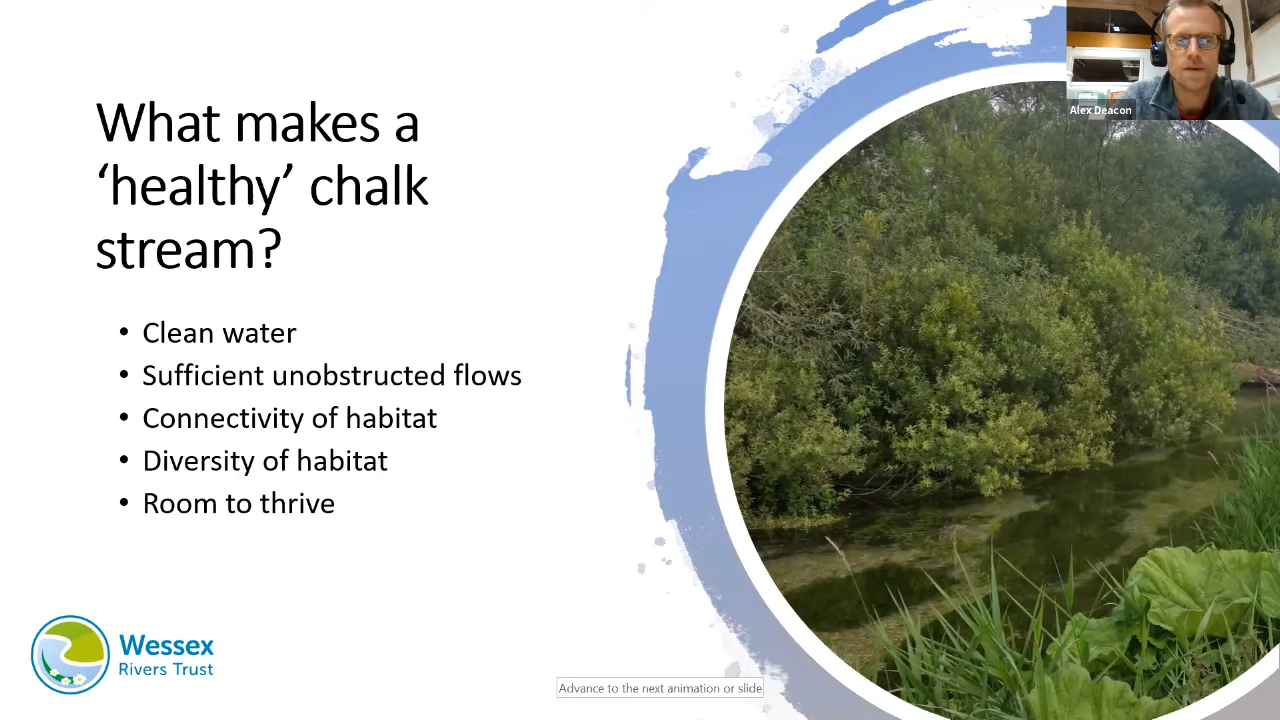 What makes a
‘healthy’ chalk
stream?
• Clean water
• Sufficient unobstructed flows
• Connectivity of habitat
• Diversity of habitat
• Room to thrive
Wessex
Rivers Trust
Advance to the next animation or slide
Alex Deacon